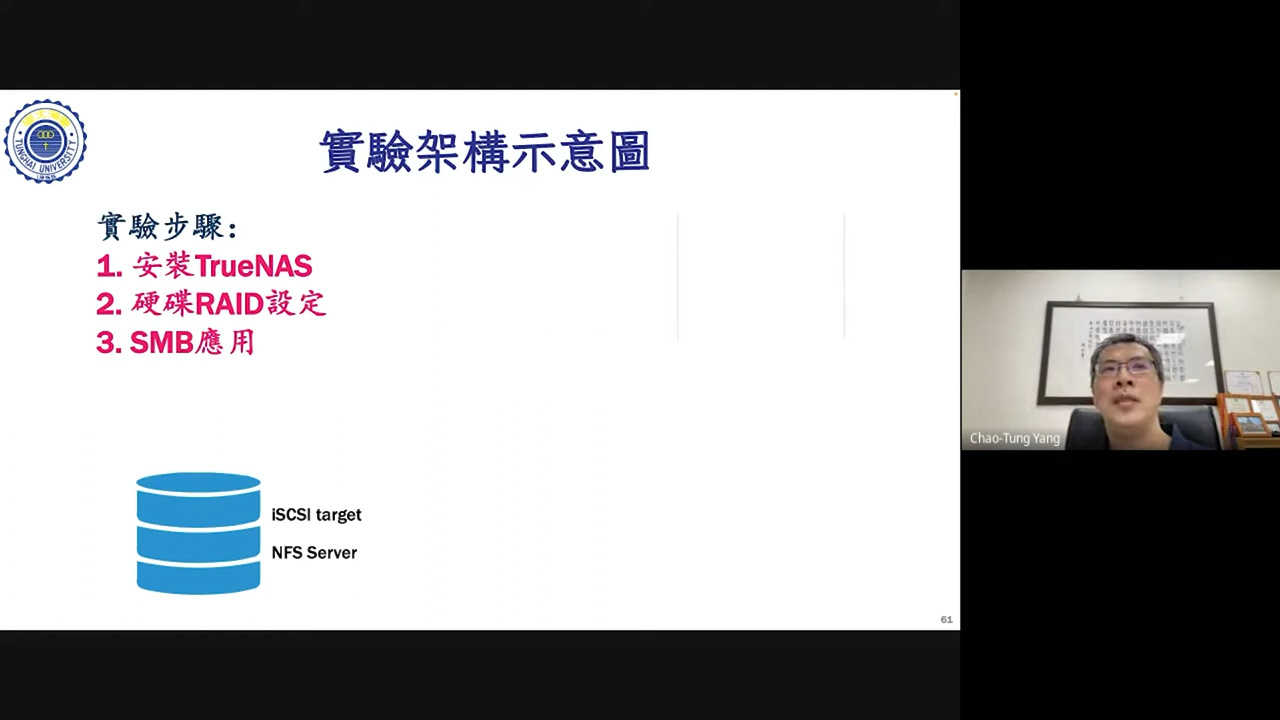 實驗架構示意圖
TUNGHAI UNIVERSITY
實驗步驟：
1. 安裝TrueNAS
2. 硬碟RAID設定
3. SMB應用
iSCSI target
NFS Server
61
Chao-Tung Yang